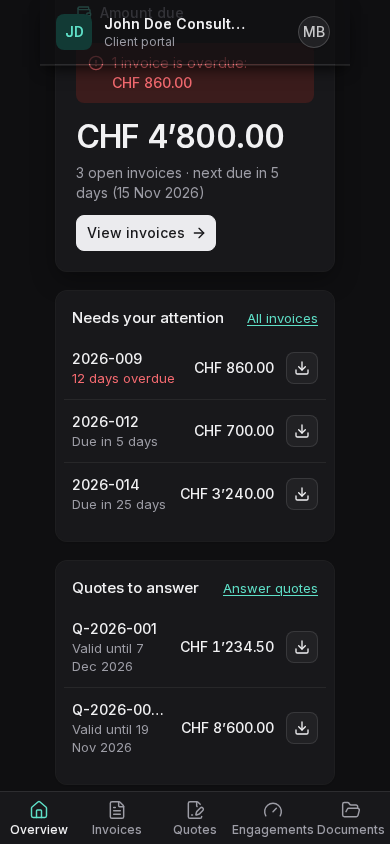 Amount due
JD
John Doe Consult…
Client portal
MB
1 invoice is overdue:
CHF 860.00
CHF 4’800.00
3 open invoices · next due in 5
days (15 Nov 2026)
View invoices →
Needs your attention
All invoices
2026-009
12 days overdue
CHF 860.00
2026-012
Due in 5 days
CHF 700.00
2026-014
Due in 25 days
CHF 3’240.00
Quotes to answer
Answer quotes
Q-2026-001
Valid until 7
Dec 2026
CHF 1’234.50
Q-2026-00…
Valid until 19
Nov 2026
CHF 8’600.00
Overview
Invoices
Quotes
Engagements
Documents